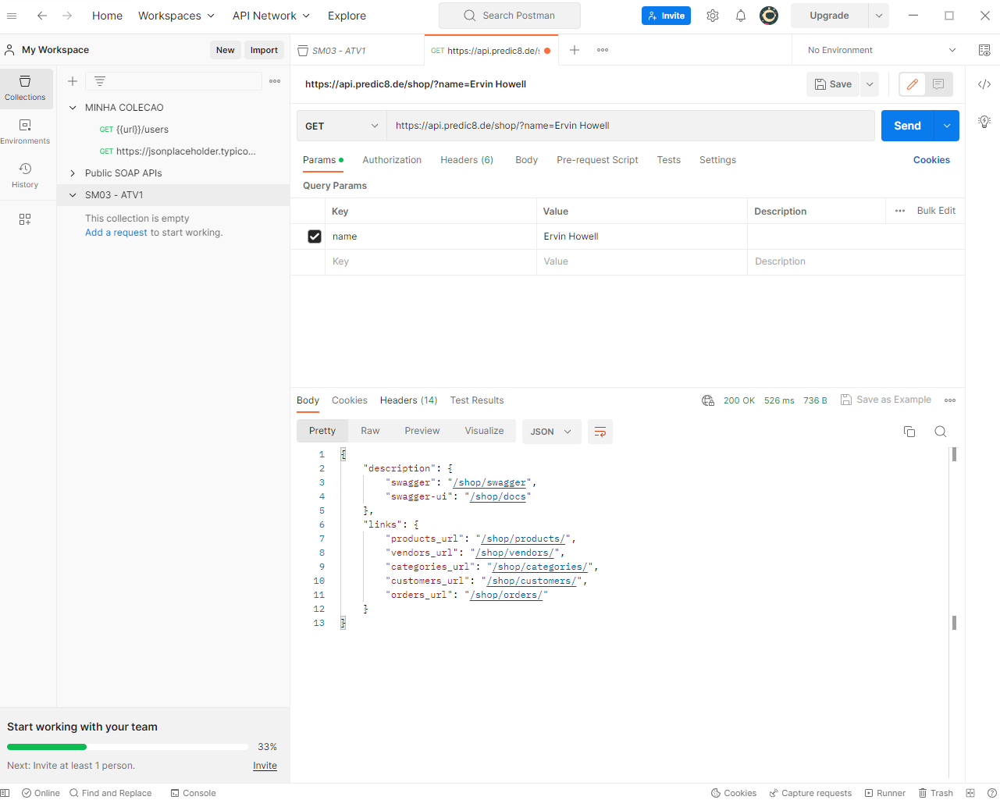 Home Workspaces API Network Explore Search Postman Invite Upgrade
My Workspace New Import SM03 - ATV1 GET https://api.predic8.de/s No Environment
Collections
Environments
History
MINHA COLECAO
GET {{url}}/users
GET https://jsonplaceholder.typico...
Public SOAP APIs
SM03 - ATV1
This collection is empty
Add a request to start working.
https://api.predic8.de/shop/?name=Ervin Howell Save
GET https://api.predic8.de/shop/?name=Ervin Howell Send
Params Authorization Headers (6) Body Pre-request Script Tests Settings Cookies
Query Params
Key Value Description Bulk Edit
name Ervin Howell
Key Value Description
Body Cookies Headers (14) Test Results 200 OK 526 ms 736 B Save as Example
Pretty Raw Preview Visualize JSON
1 {
2 "description": {
3 "swagger": "/shop/swagger",
4 "swagger-ui": "/shop/docs"
5 },
6 "links": {
7 "products_url": "/shop/products/",
8 "vendors_url": "/shop/vendors/",
9 "categories_url": "/shop/categories/",
10 "customers_url": "/shop/customers/",
11 "orders_url": "/shop/orders/"
12 }
13 }
Start working with your team
33%
Next: Invite at least 1 person. Invite
Online Find and Replace Console Cookies Capture requests Runner Trash